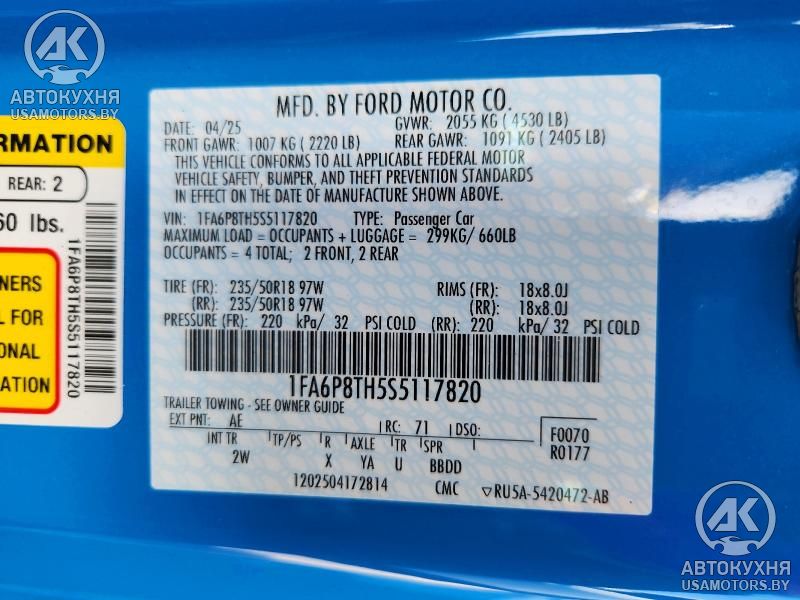 AK
АВТОКУХНЯ
USAMOTORS.BY
RMATION
REAR: 2
60 lbs.
NERS
L FOR
ONAL
ATION
1FA6P8TH5S5117820
MFD. BY FORD MOTOR CO.
DATE: 04/25 GVWR: 2055 KG ( 4530 LB)
FRONT GAWR: 1007 KG ( 2220 LB) REAR GAWR: 1091 KG ( 2405 LB)
THIS VEHICLE CONFORMS TO ALL APPLICABLE FEDERAL MOTOR
VEHICLE SAFETY, BUMPER, AND THEFT PREVENTION STANDARDS
IN EFFECT ON THE DATE OF MANUFACTURE SHOWN ABOVE.
VIN: 1FA6P8TH5S5117820 TYPE: Passenger Car
MAXIMUM LOAD = OCCUPANTS + LUGGAGE = 299KG/ 660LB
OCCUPANTS = 4 TOTAL; 2 FRONT, 2 REAR
TIRE (FR): 235/50R18 97W RIMS (FR): 18x8.0J
(RR): 235/50R18 97W (RR): 18x8.0J
PRESSURE (FR): 220 kPa/ 32 PSI COLD (RR): 220 kPa/ 32 PSI COLD
1FA6P8TH5S5117820
TRAILER TOWING - SEE OWNER GUIDE
EXT PNT: AE RC: 71 DSO: F0070
INT TR TP/PS R AXLE TR SPR R0177
2W X YA U BBDD
1202504172814 CMC ▽RU5A-5420472-AB
AK
АВТОКУХНЯ
USAMOTORS.BY